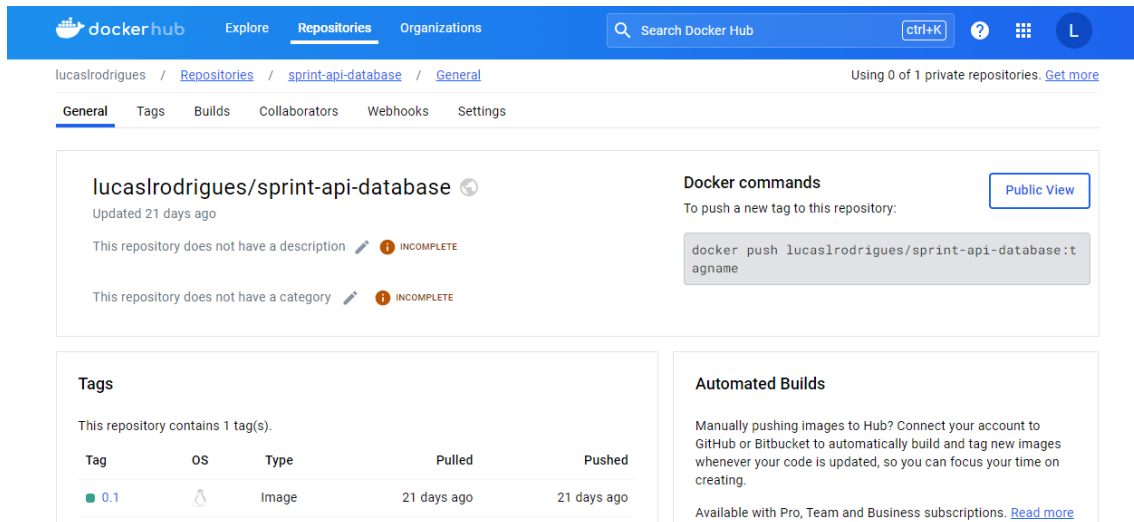 dockerhub Explore Repositories Organizations Search Docker Hub ctrl+K ? L
lucaslrodrigues / Repositories / sprint-api-database / General Using 0 of 1 private repositories. Get more
General Tags Builds Collaborators Webhooks Settings
lucaslrodrigues/sprint-api-database
Updated 21 days ago
This repository does not have a description INCOMPLETE
This repository does not have a category INCOMPLETE
Docker commands
Public View
To push a new tag to this repository:
docker push lucaslrodrigues/sprint-api-database:t
agname
Tags
This repository contains 1 tag(s).
Tag OS Type Pulled Pushed
0.1 Image 21 days ago 21 days ago
Automated Builds
Manually pushing images to Hub? Connect your account to
GitHub or Bitbucket to automatically build and tag new images
whenever your code is updated, so you can focus your time on
creating.
Available with Pro, Team and Business subscriptions. Read more